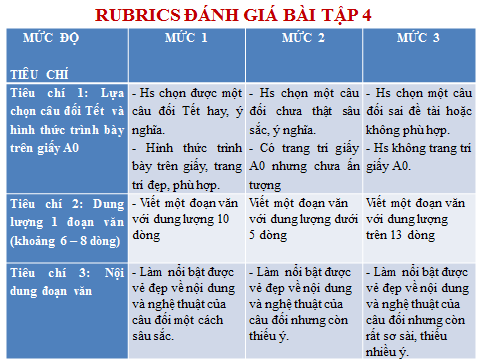 RUBRICS ĐÁNH GIÁ BÀI TẬP 4
MỨC ĐỘ
TIÊU CHÍ
MỨC 1
MỨC 2
MỨC 3
Tiêu chí 1: Lựa
chọn câu đối Tết và
hình thức trình bày
trên giấy A0
- Hs chọn được một
câu đối Tết hay, ý
nghĩa.
- Hình thức trình
bày trên giấy, trang
trí đẹp, phù hợp.
- Hs chọn một câu
đối chưa thật sâu
sắc, ý nghĩa.
- Có trang trí giấy
A0 nhưng chưa ấn
tượng
- Hs chọn một câu
đối sai đề tài hoặc
không phù hợp.
- Hs không trang trí
giấy A0.
Tiêu chí 2: Dung
lượng 1 đoạn văn
(khoảng 6 – 8 dòng)
- Viết một đoạn văn
với dung lượng 10
dòng
Viết một đoạn văn
với dung lượng dưới
5 dòng
Viết một đoạn văn
với dung lượng
trên 13 dòng
Tiêu chí 3: Nội
dung đoạn văn
- Làm nổi bật được
vẻ đẹp về nội dung
và nghệ thuật của
câu đối một cách
sâu sắc.
- Làm nổi bật được
vẻ đẹp về nội dung
và nghệ thuật của
câu đối nhưng còn
thiếu ý.
- Làm nổi bật được
vẻ đẹp về nội dung
và nghệ thuật của
câu đối nhưng còn
rất sơ sài, thiếu
nhiều ý.